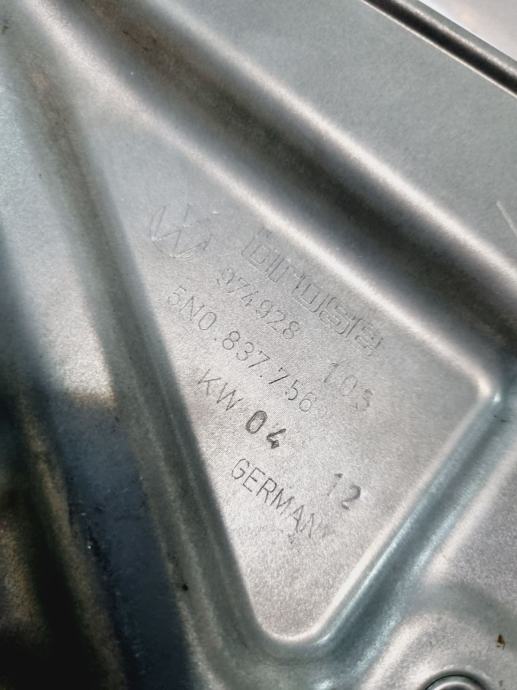 BROSE
974928 103
5N0.837.756
KW 04 12
GERMANY